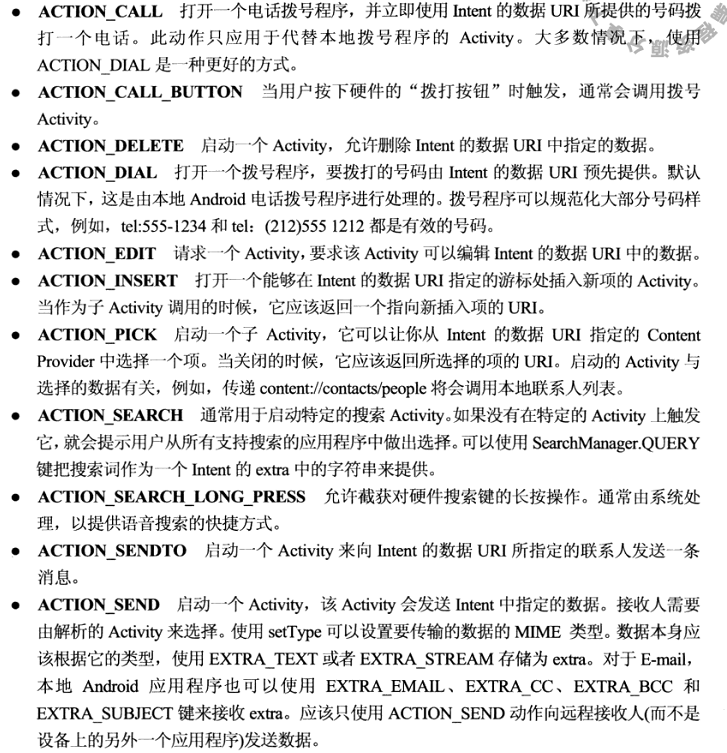 ● ACTION_CALL 打开一个电话拨号程序，并立即使用 Intent 的数据 URI 所提供的号码拨
打一个电话。此动作只应用于代替本地拨号程序的 Activity。大多数情况下，使用
ACTION_DIAL 是一种更好的方式。
● ACTION_CALL_BUTTON 当用户按下硬件的“拨打按钮”时触发，通常会调用拨号
Activity。
● ACTION_DELETE 启动一个 Activity，允许删除 Intent 的数据 URI 中指定的数据。
● ACTION_DIAL 打开一个拨号程序，要拨打的号码由 Intent 的数据 URI 预先提供。默认
情况下，这是由本地 Android 电话拨号程序进行处理的。拨号程序可以规范化大部分号码样
式，例如，tel:555-1234 和 tel：(212)555 1212 都是有效的号码。
● ACTION_EDIT 请求一个 Activity，要求该 Activity 可以编辑 Intent 的数据 URI 中的数据。
● ACTION_INSERT 打开一个能够在 Intent 的数据 URI 指定的游标处插入新项的 Activity。
当作为子 Activity 调用的时候，它应该返回一个指向新插入项的 URI。
● ACTION_PICK 启动一个子 Activity，它可以让你从 Intent 的数据 URI 指定的 Content
Provider 中选择一个项。当关闭的时候，它应该返回所选择的项的 URI。启动的 Activity 与
选择的数据有关，例如，传递 content://contacts/people 将会调用本地联系人列表。
● ACTION_SEARCH 通常用于启动特定的搜索 Activity。如果没有在特定的 Activity 上触发
它，就会提示用户从所有支持搜索的应用程序中做出选择。可以使用 SearchManager.QUERY
键把搜索词作为一个 Intent 的 extra 中的字符串来提供。
● ACTION_SEARCH_LONG_PRESS 允许截获对硬件搜索键的长按操作。通常由系统处
理，以提供语音搜索的快捷方式。
● ACTION_SENDTO 启动一个 Activity 来向 Intent 的数据 URI 所指定的联系人发送一条
消息。
● ACTION_SEND 启动一个 Activity，该 Activity 会发送 Intent 中指定的数据。接收人需要
由解析的 Activity 来选择。使用 setType 可以设置要传输的数据的 MIME 类型。数据本身应
该根据它的类型，使用 EXTRA_TEXT 或者 EXTRA_STREAM 存储为 extra。对于 E-mail，
本地 Android 应用程序也可以使用 EXTRA_EMAIL、EXTRA_CC、EXTRA_BCC 和
EXTRA_SUBJECT 键来接收 extra。应该只使用 ACTION_SEND 动作向远程接收人(而不是
设备上的另外一个应用程序)发送数据。